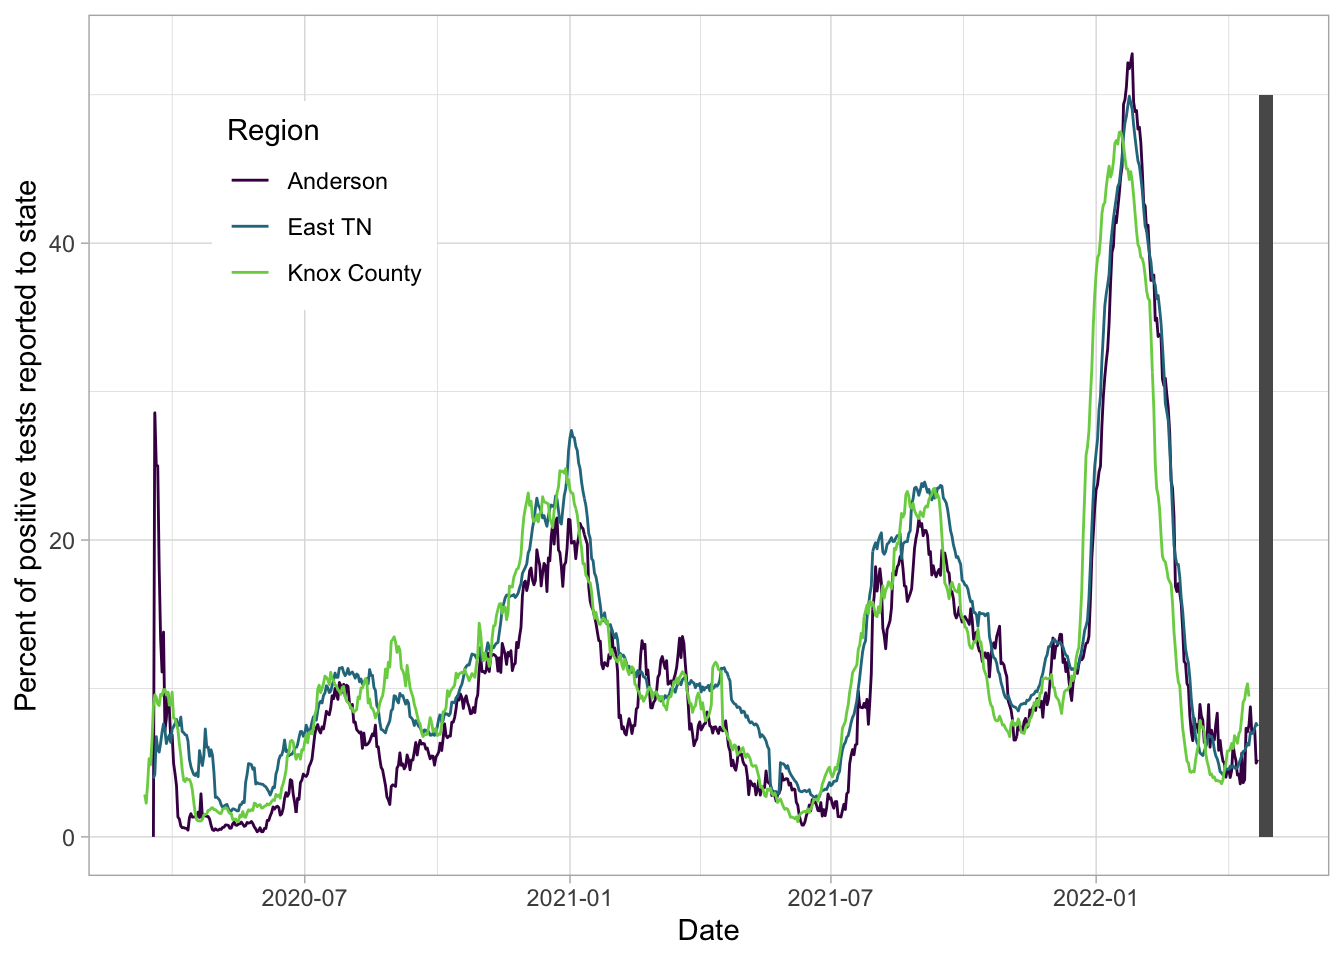 Region
Anderson
East TN
Knox County
Percent of positive tests reported to state
40
20
0
2020-07
2021-01
2021-07
2022-01
Date